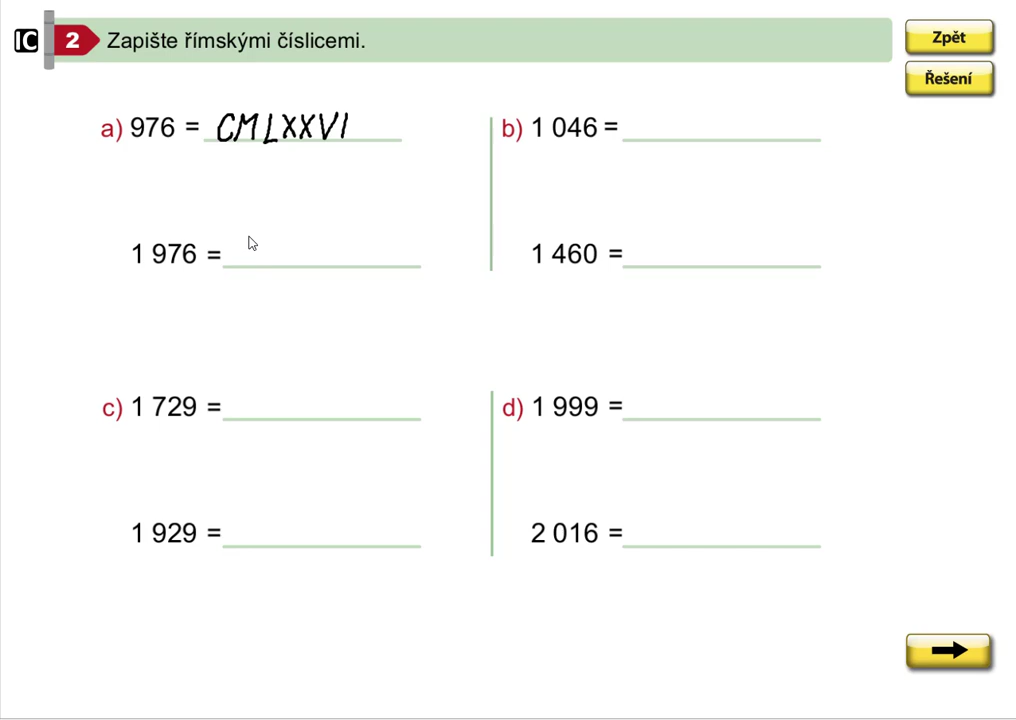 IC 2 Zapište římskými číslicemi.
Zpět
Řešení
a) 976 = CMLXXVI
b) 1 046 =
1 976 =
1 460 =
c) 1 729 =
d) 1 999 =
1 929 =
2 016 =